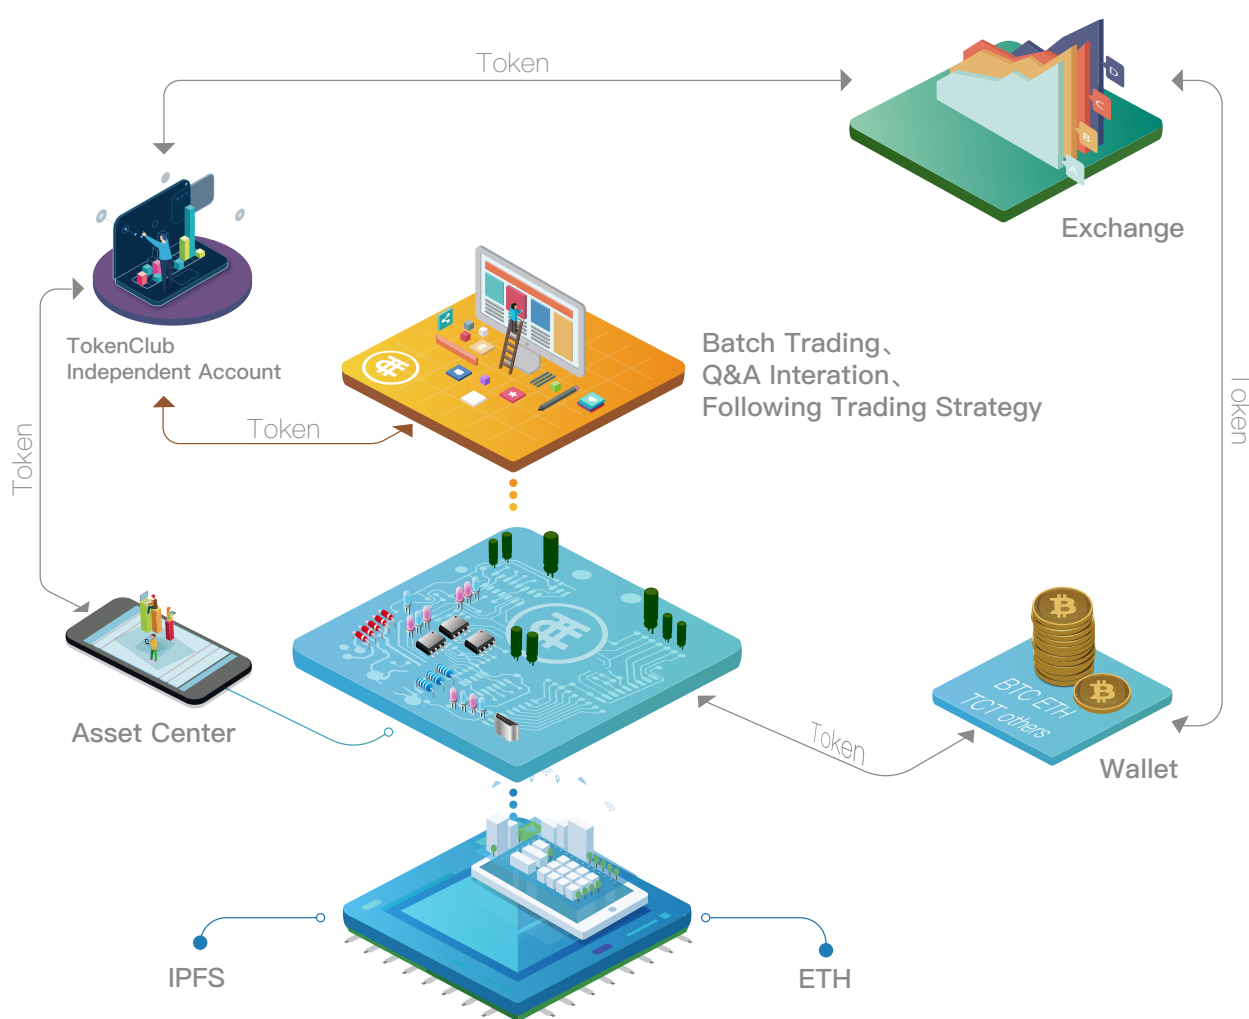 Token
D
C
B
A
Exchange
TokenClub
Independent Account
Batch Trading、
Q&A Interation、
Following Trading Strategy
Token
Token
Token
BTC ETH
TCT others
Asset Center
Token
Wallet
IPFS
ETH